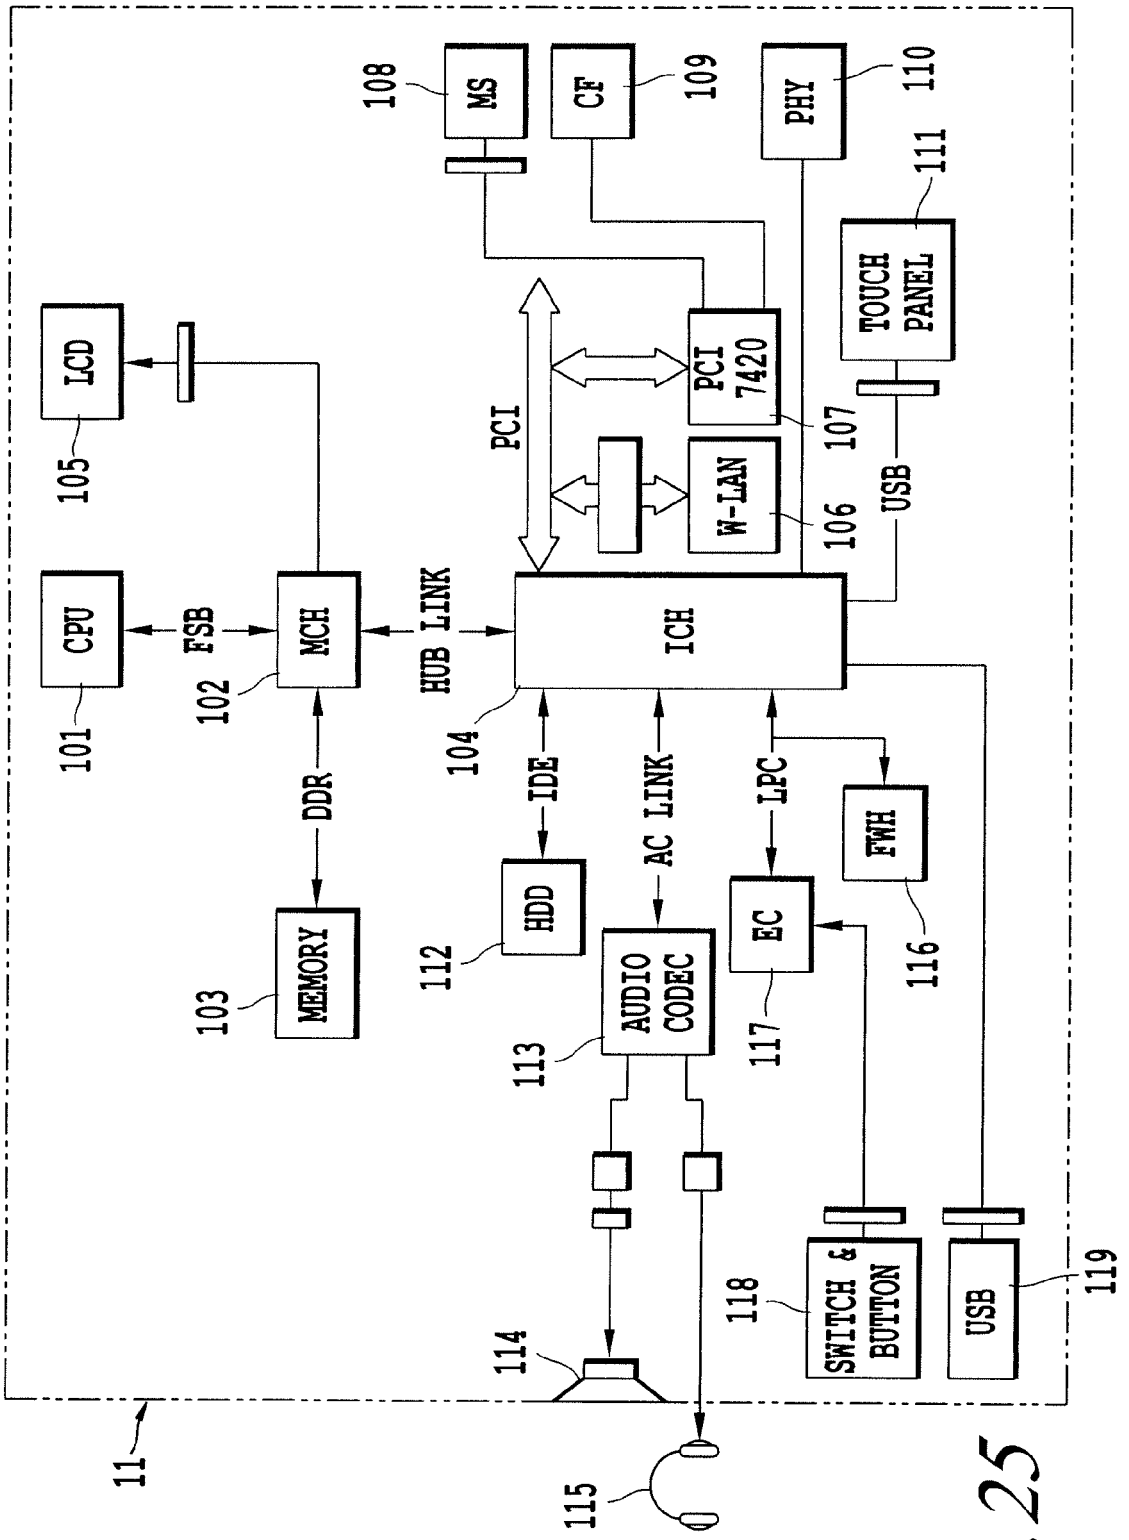 11
105
LCD
101
CPU
FSB
102
MCH
DDR
103
MEMORY
HUB LINK
104
ICH
PCI
108
MS
CF
109
PHY
110
PCI
7420
107
W-LAN
106
TOUCH
PANEL
111
USB
IDE
112
HDD
AC LINK
113
AUDIO
CODEC
LPC
EC
117
FWH
116
114
115
118
SWITCH &
BUTTON
USB
119
25